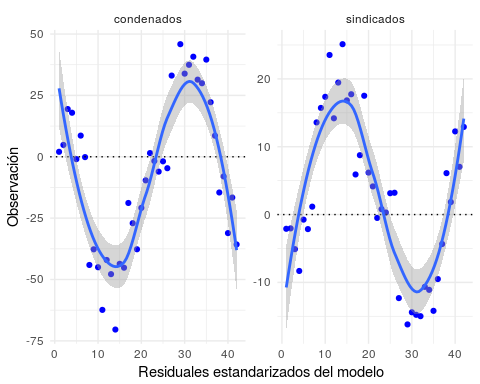 condenados sindicados
50
25
0
-25
-50
-75
20
10
0
-10
0 10 20 30 40
0 10 20 30 40
Observación
Residuales estandarizados del modelo